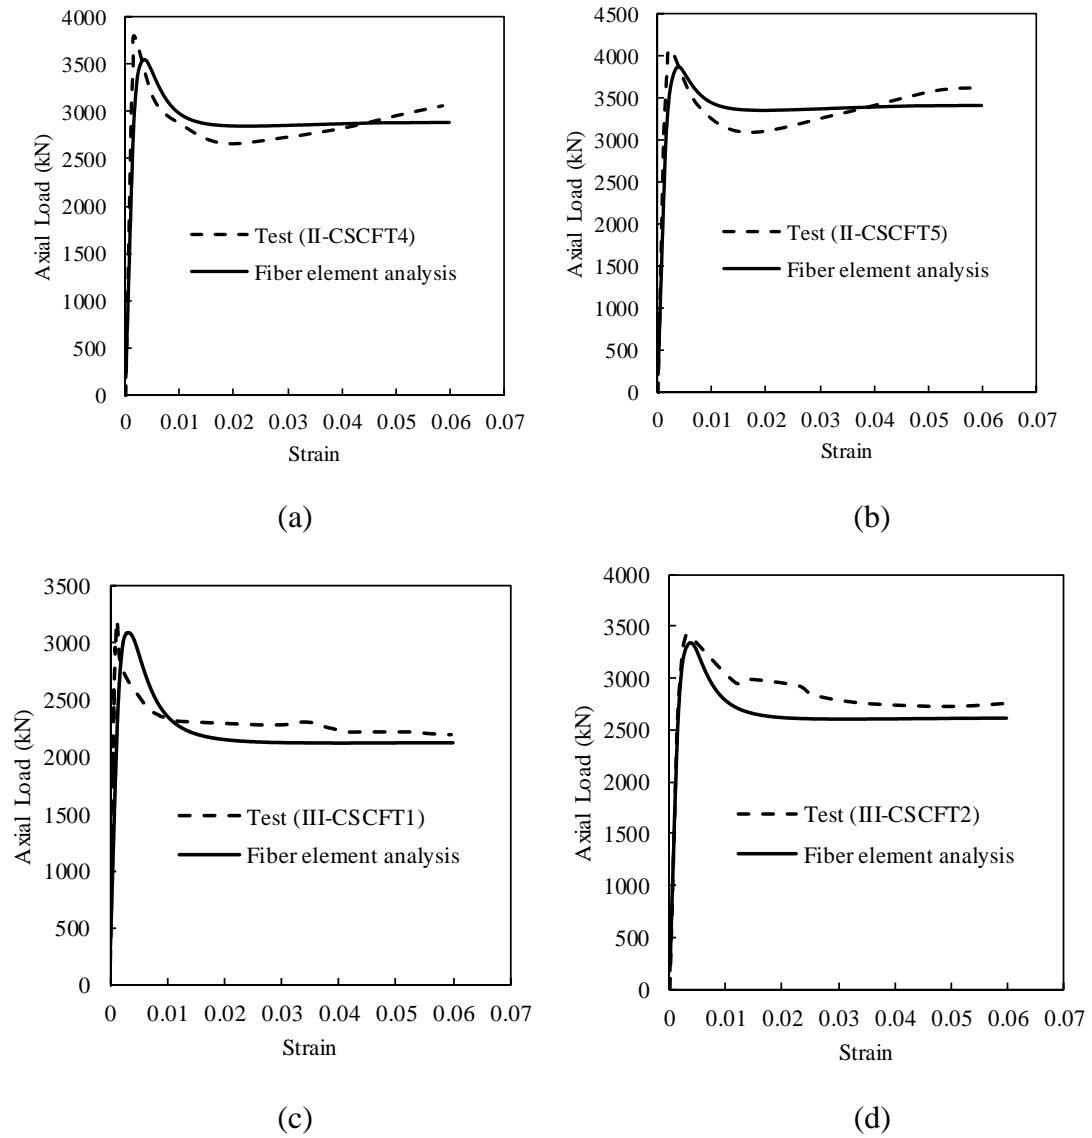 4000
3500
3000
2500
2000
1500
1000
500
0
Axial Load (kN)
Test (II-CSCFT4)
Fiber element analysis
0 0.01 0.02 0.03 0.04 0.05 0.06 0.07
Strain
(a)
4500
4000
3500
3000
2500
2000
1500
1000
500
0
Axial Load (kN)
Test (II-CSCFT5)
Fiber element analysis
0 0.01 0.02 0.03 0.04 0.05 0.06 0.07
Strain
(b)
3500
3000
2500
2000
1500
1000
500
0
Axial Load (kN)
Test (III-CSCFT1)
Fiber element analysis
0 0.01 0.02 0.03 0.04 0.05 0.06 0.07
Strain
(c)
4000
3500
3000
2500
2000
1500
1000
500
0
Axial Load (kN)
Test (III-CSCFT2)
Fiber element analysis
0 0.01 0.02 0.03 0.04 0.05 0.06 0.07
Strain
(d)